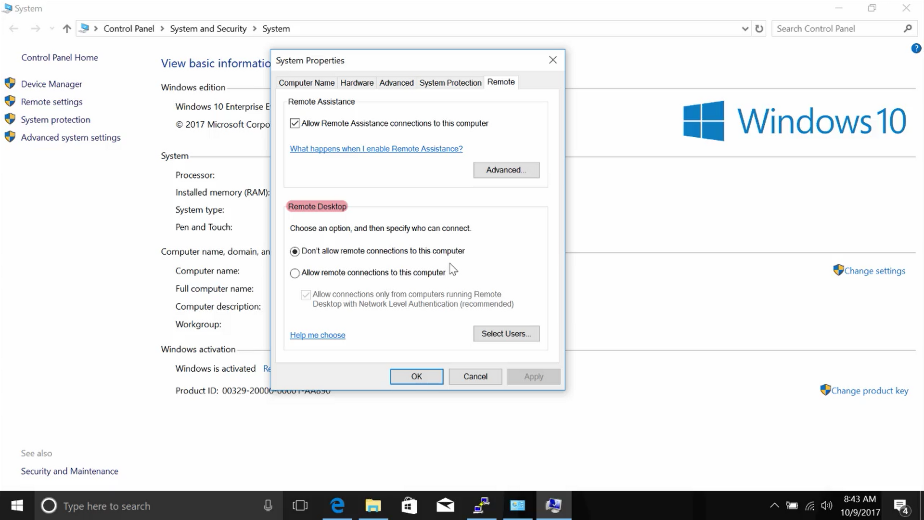 System
Control Panel > System and Security > System
Search Control Panel
Control Panel Home
Device Manager
Remote settings
System protection
Advanced system settings
See also
Security and Maintenance
View basic informatio
Windows edition
Windows 10 Enterprise E
© 2017 Microsoft Corpo
System
Processor:
Installed memory (RAM):
System type:
Pen and Touch:
Computer name, domain, an
Computer name:
Full computer name:
Computer description:
Workgroup:
Windows activation
Windows is activated Re
Product ID: 00329-20000-00001-AA890
System Properties
Computer Name Hardware Advanced System Protection Remote
Remote Assistance
Allow Remote Assistance connections to this computer
What happens when I enable Remote Assistance?
Advanced...
Remote Desktop
Choose an option, and then specify who can connect.
Don't allow remote connections to this computer
Allow remote connections to this computer
Allow connections only from computers running Remote
Desktop with Network Level Authentication (recommended)
Help me choose
Select Users...
OK Cancel Apply
Windows 10
Change settings
Change product key
Type here to search
8:43 AM
10/9/2017
4